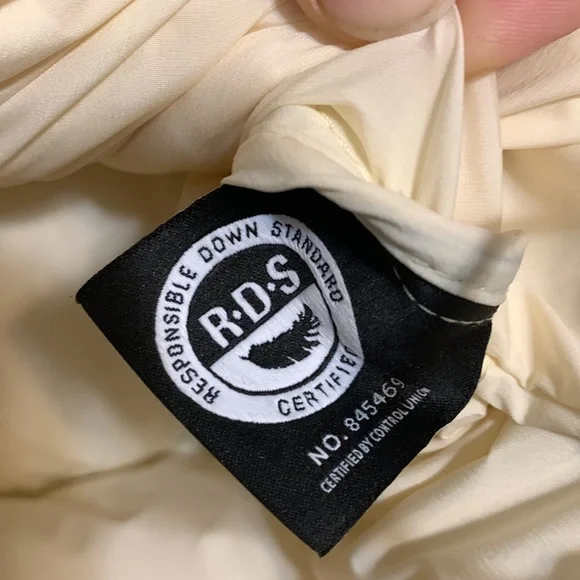 RESPONSIBLE DOWN STANDARD
R·D·S
CERTIFIED
NO. 845469
CERTIFIED BY CONTROL UNION